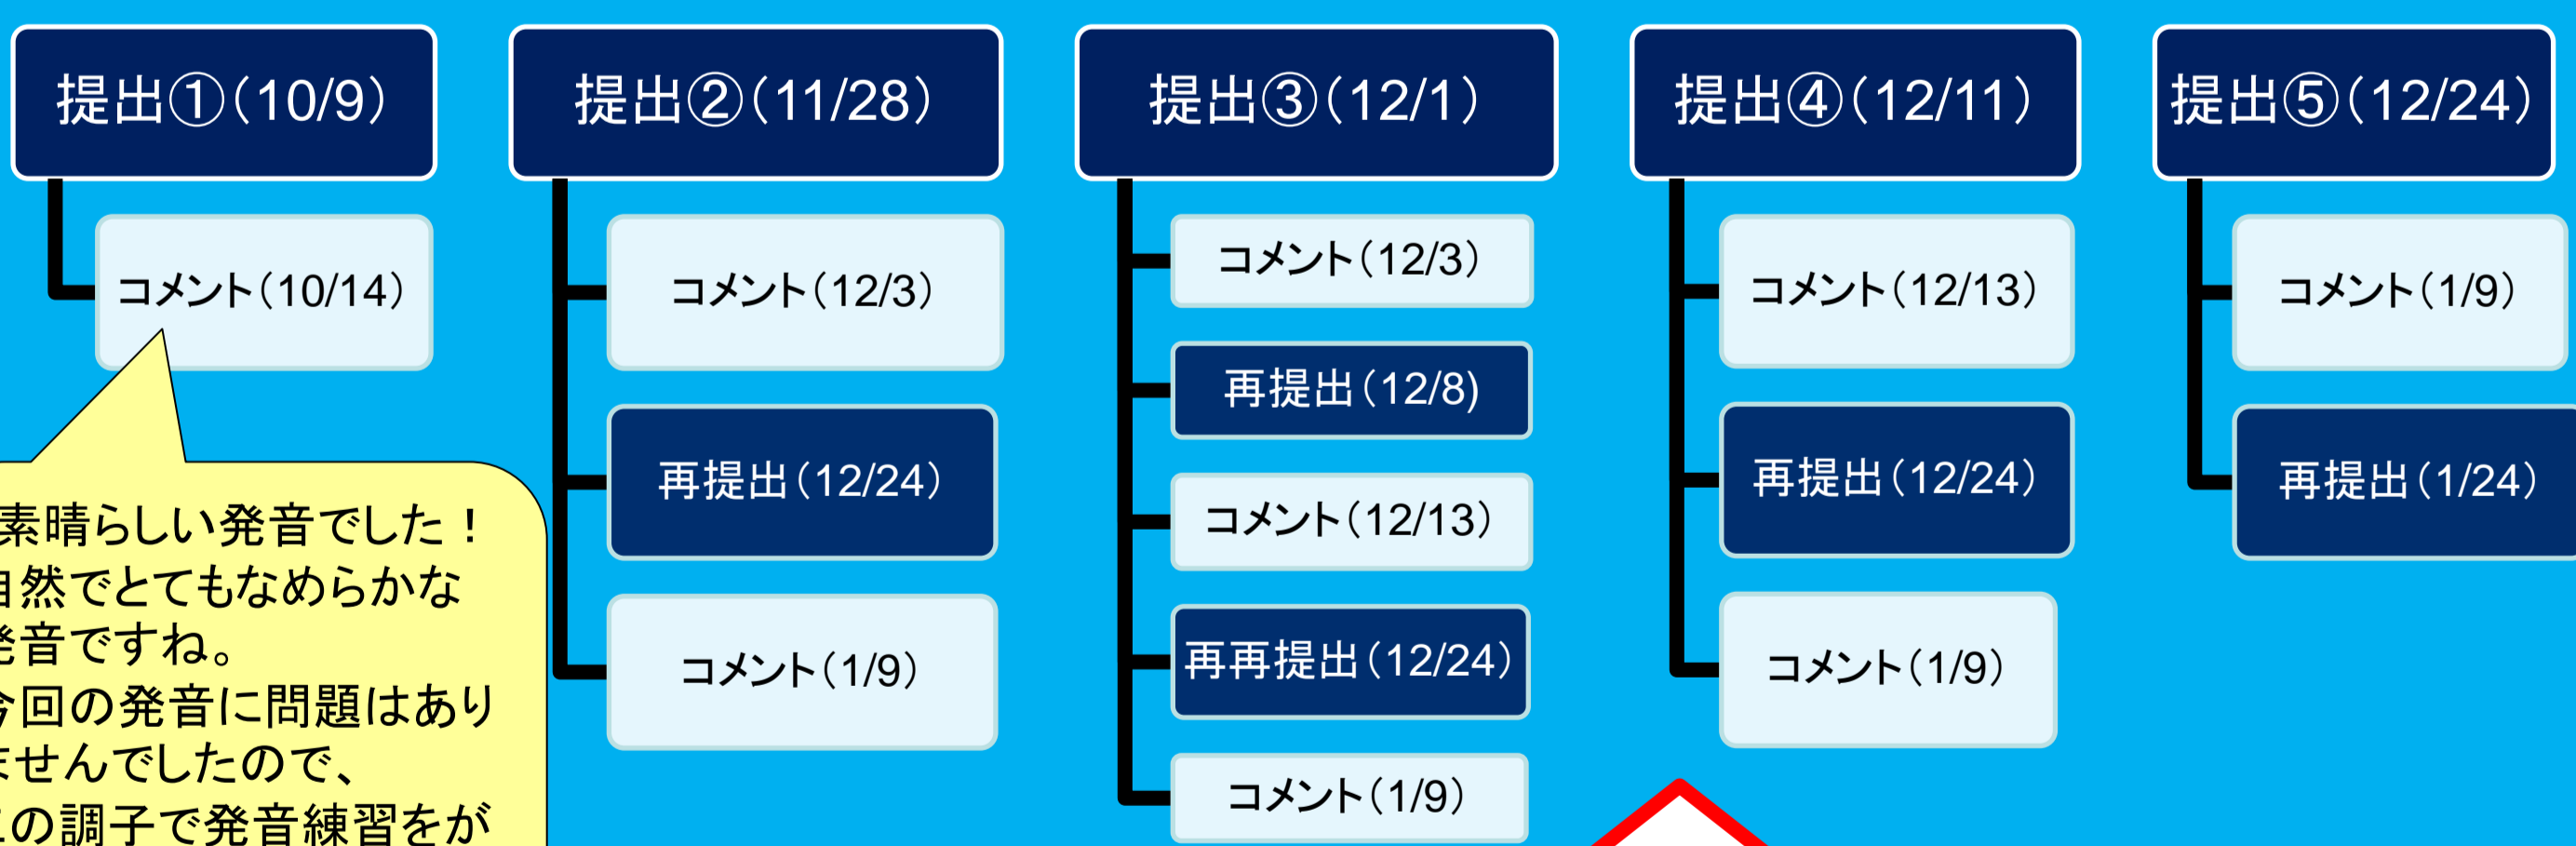 提出①(10/9)
コメント(10/14)
素晴らしい発音でした!
自然でとてもなめらかな
発音ですね。
今回の発音に問題はあり
ませんでしたので、
この調子で発音練習をが
提出②(11/28)
コメント(12/3)
再提出(12/24)
コメント(1/9)
提出③(12/1)
コメント(12/3)
再提出(12/8)
コメント(12/13)
再再提出(12/24)
コメント(1/9)
提出④(12/11)
コメント(12/13)
再提出(12/24)
コメント(1/9)
提出⑤(12/24)
コメント(1/9)
再提出(1/24)